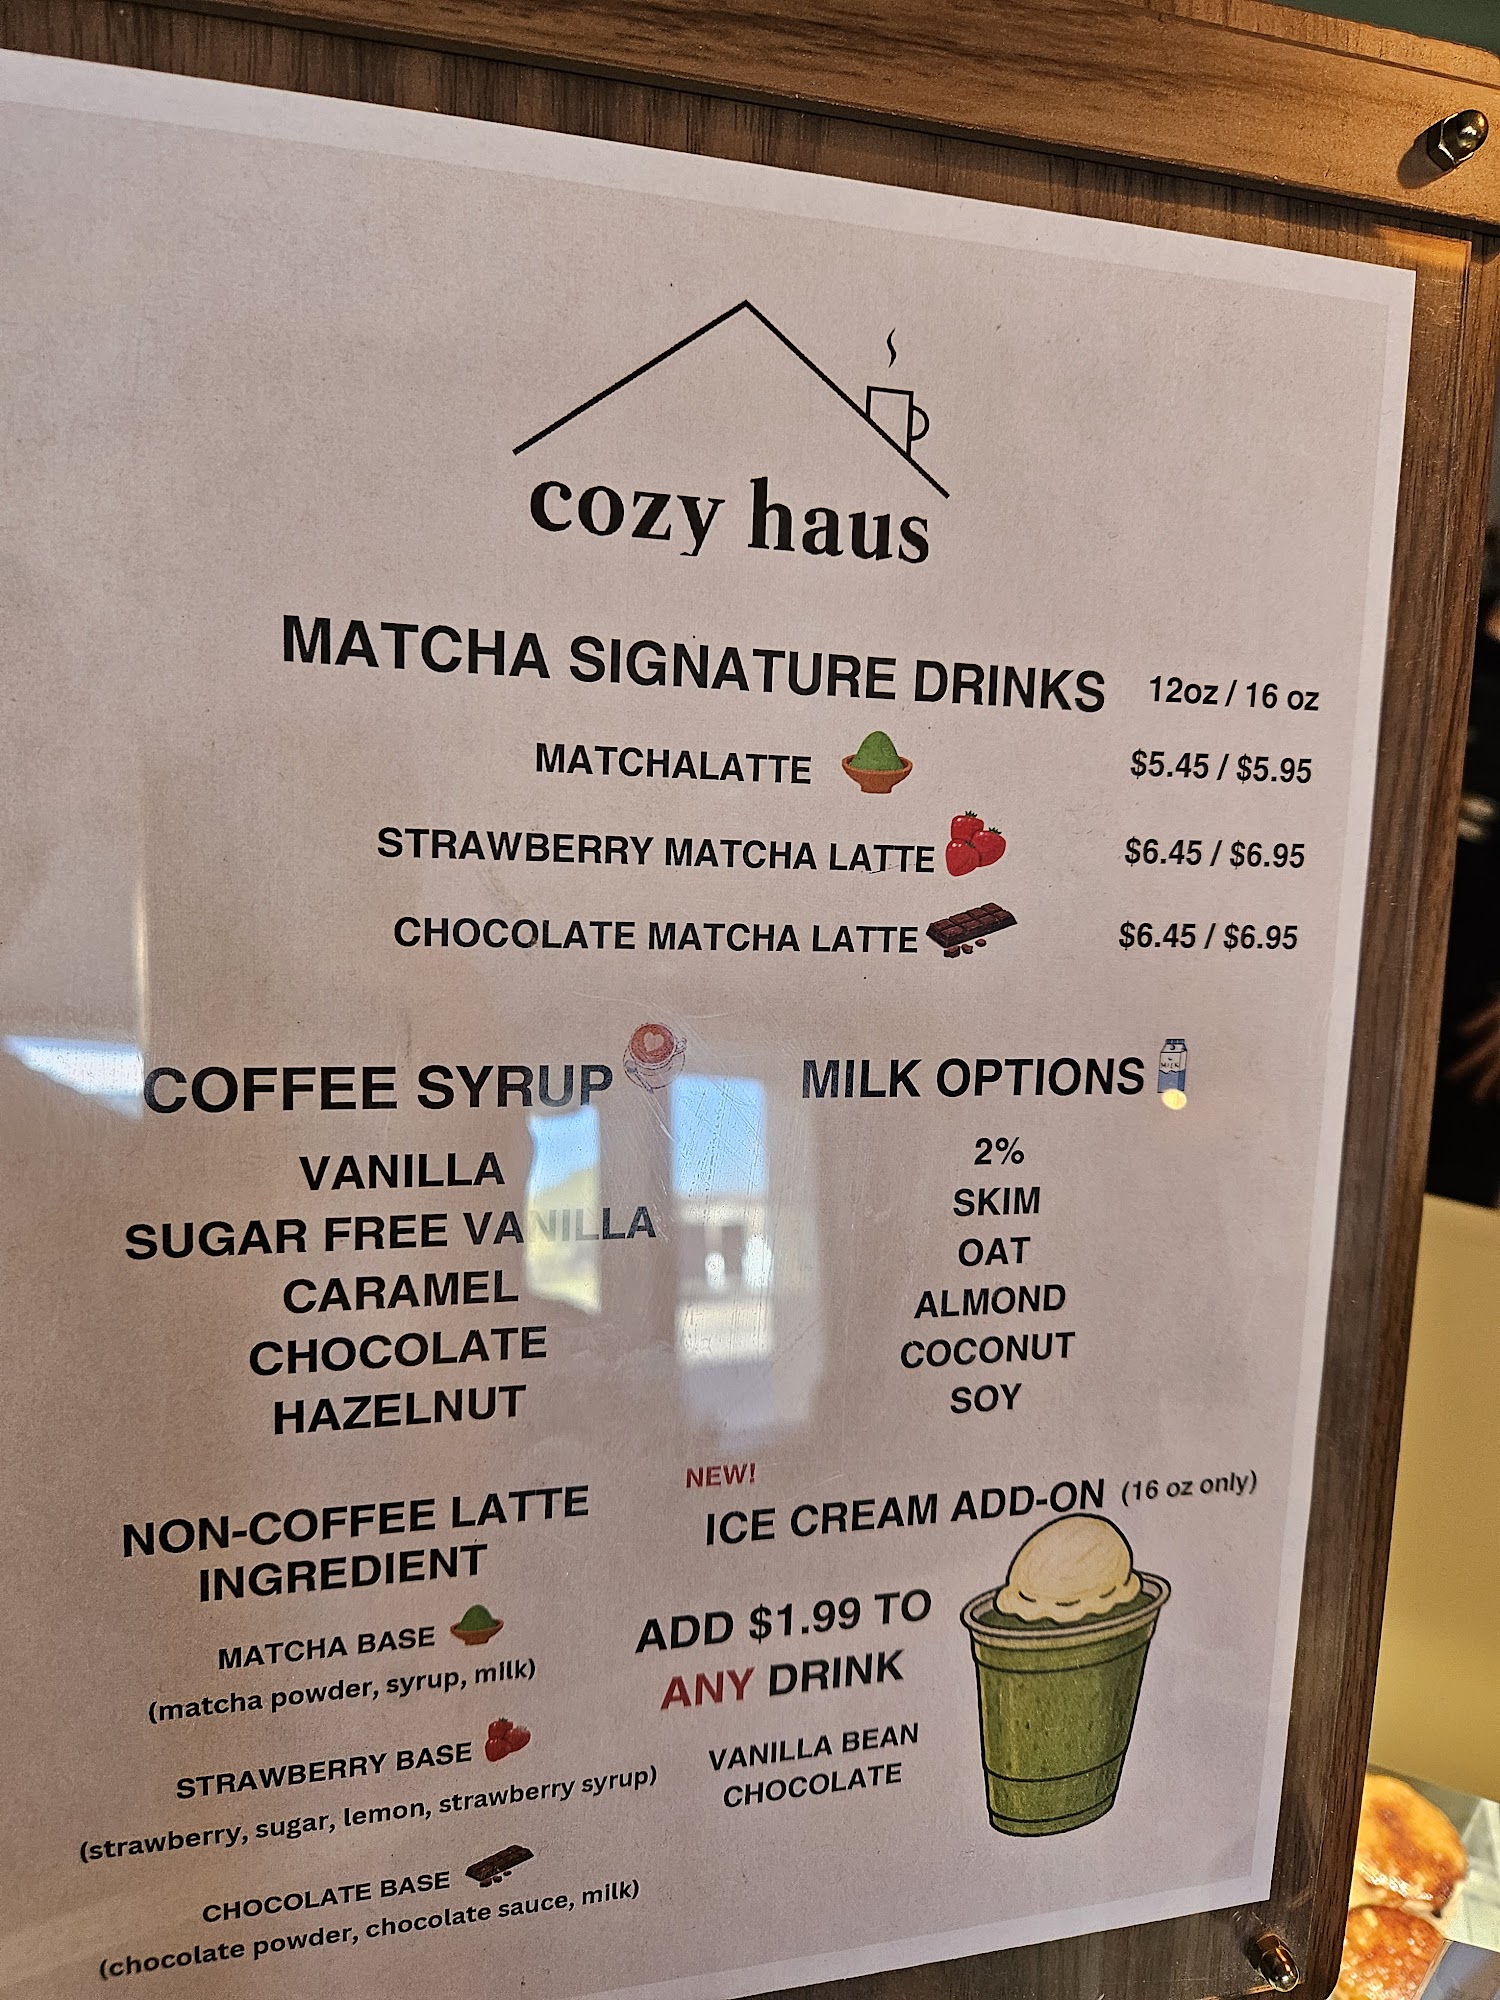 cozy haus
MATCHA SIGNATURE DRINKS 12oz / 16 oz
MATCHALATTE $5.45 / $5.95
STRAWBERRY MATCHA LATTE $6.45 / $6.95
CHOCOLATE MATCHA LATTE $6.45 / $6.95
COFFEE SYRUP
VANILLA
SUGAR FREE VANILLA
CARAMEL
CHOCOLATE
HAZELNUT
MILK OPTIONS
MILK
2%
SKIM
OAT
ALMOND
COCONUT
SOY
NON-COFFEE LATTE
INGREDIENT
MATCHA BASE
(matcha powder, syrup, milk)
STRAWBERRY BASE
(strawberry, sugar, lemon, strawberry syrup)
CHOCOLATE BASE
(chocolate powder, chocolate sauce, milk)
NEW!
ICE CREAM ADD-ON (16 oz only)
ADD $1.99 TO
ANY DRINK
VANILLA BEAN
CHOCOLATE